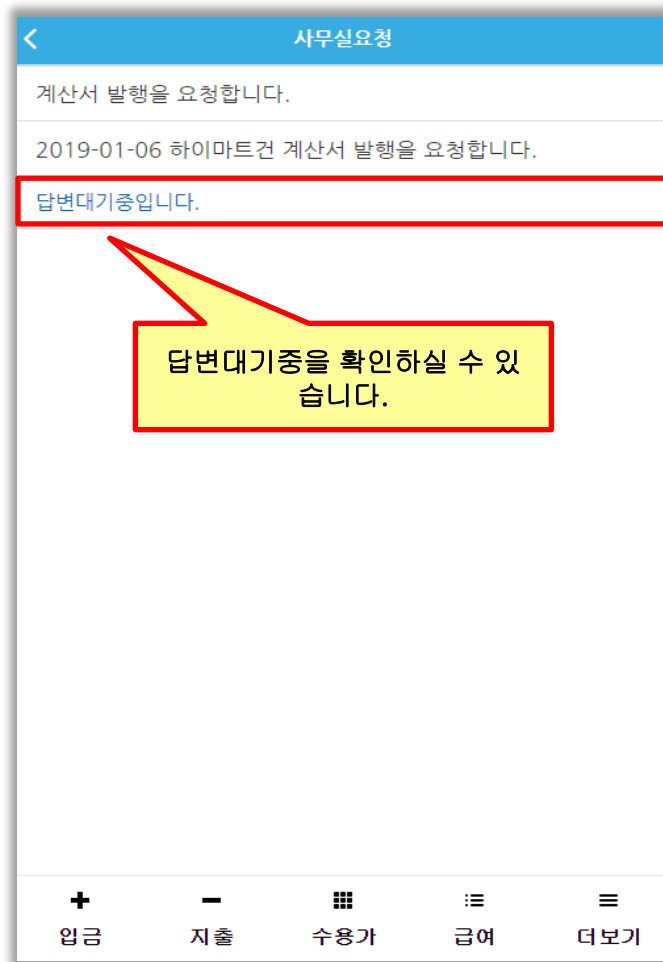 사무실요청
계산서 발행을 요청합니다.
2019-01-06 하이마트건 계산서 발행을 요청합니다.
답변대기중입니다.
답변대기중을 확인하실 수 있
습니다.
입금 지출 수용가 급여 더보기